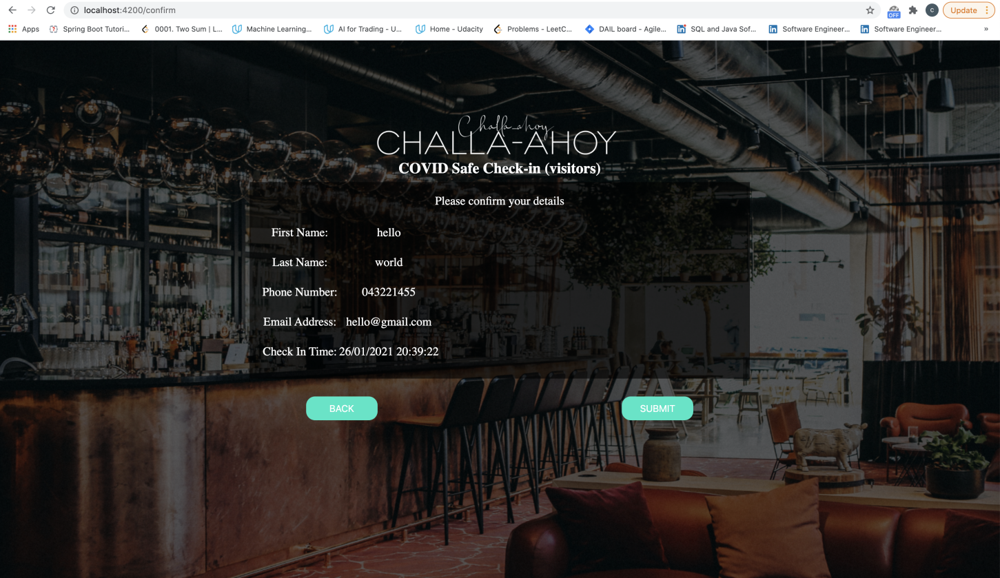 localhost:4200/confirm
OFF
C
Update
Apps Spring Boot Tutori... 0001. Two Sum | L... Machine Learning... AI for Trading - U... Home - Udacity Problems - LeetC... DAIL board - Agile... SQL and Java Sof... Software Engineer... Software Engineer... »
Challa-ahoy
CHALLA-AHOY
COVID Safe Check-in (visitors)
Please confirm your details
First Name: hello
Last Name: world
Phone Number: 043221455
Email Address: hello@gmail.com
Check In Time: 26/01/2021 20:39:22
BACK SUBMIT